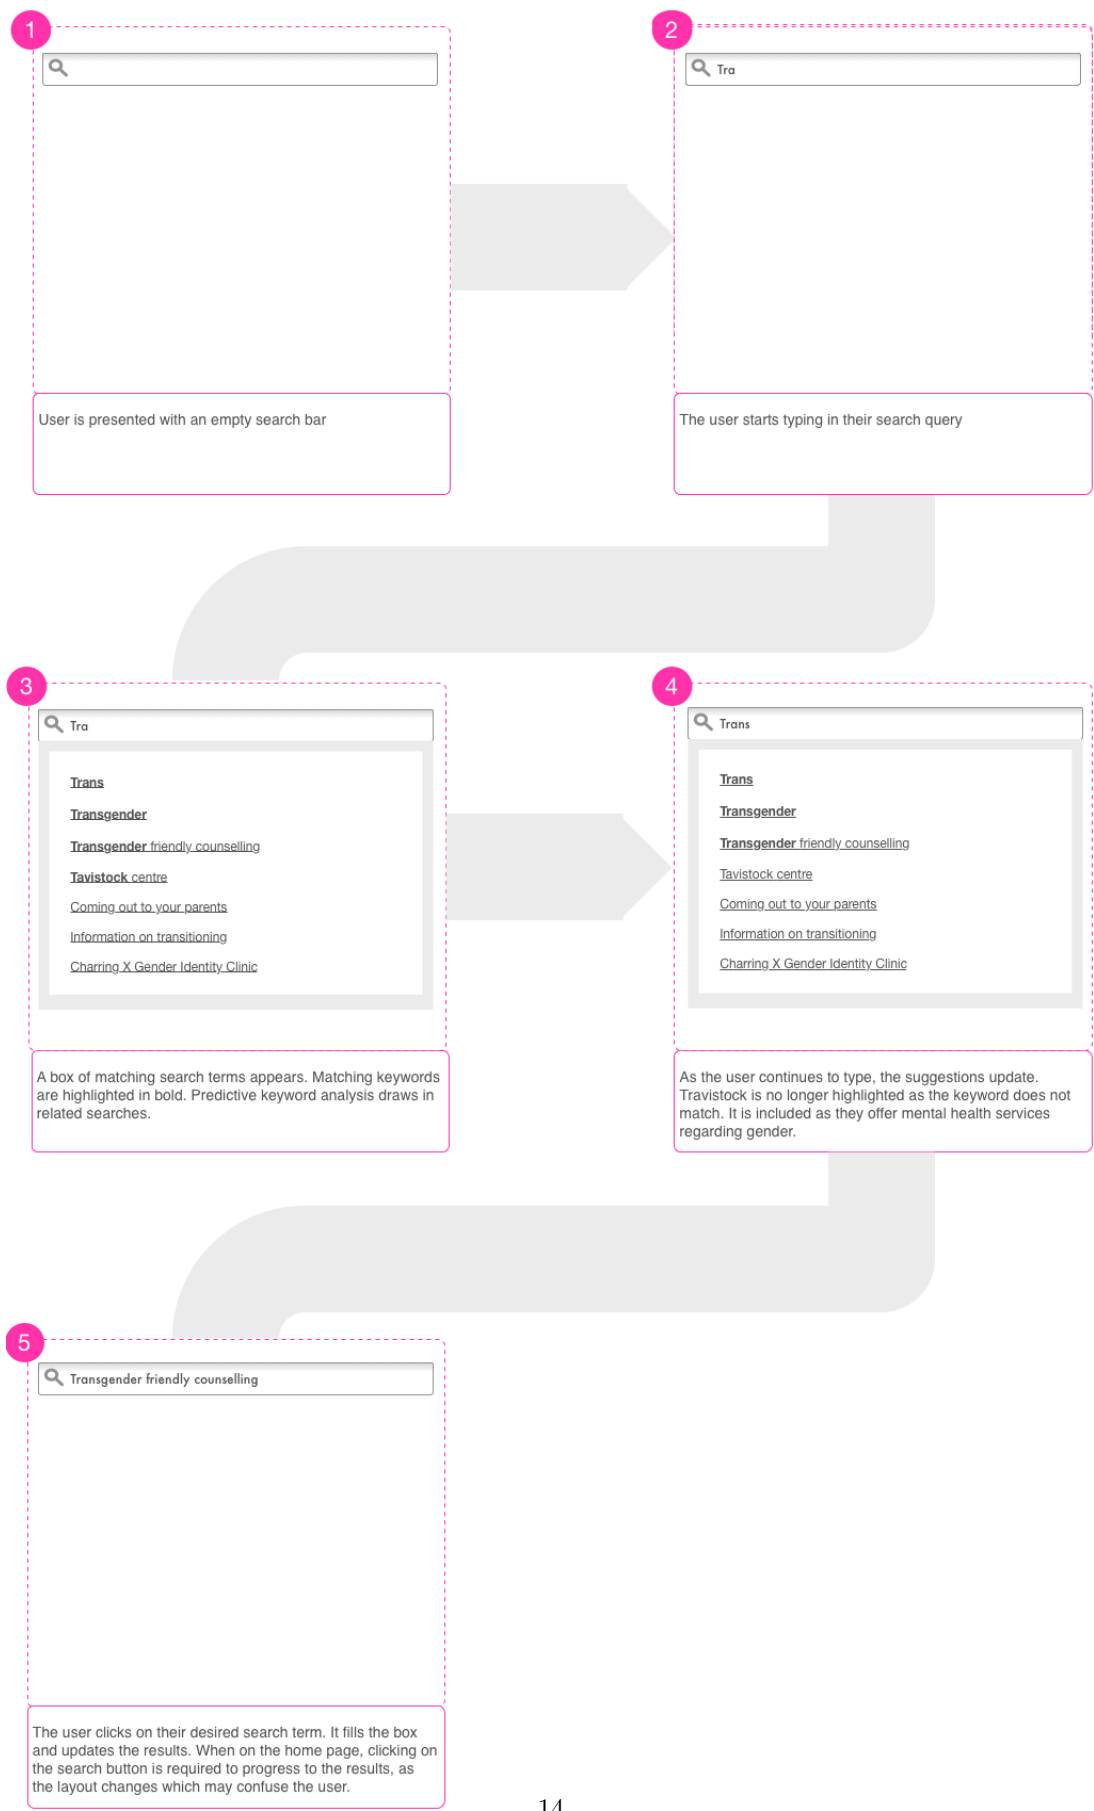 1
User is presented with an empty search bar
2
Tra
The user starts typing in their search query
3
Tra
Trans
Transgender
Transgender friendly counselling
Tavistock centre
Coming out to your parents
Information on transitioning
Charring X Gender Identity Clinic
A box of matching search terms appears. Matching keywords
are highlighted in bold. Predictive keyword analysis draws in
related searches.
4
Trans
Trans
Transgender
Transgender friendly counselling
Tavistock centre
Coming out to your parents
Information on transitioning
Charring X Gender Identity Clinic
As the user continues to type, the suggestions update.
Travistock is no longer highlighted as the keyword does not
match. It is included as they offer mental health services
regarding gender.
5
Transgender friendly counselling
The user clicks on their desired search term. It fills the box
and updates the results. When on the home page, clicking on
the search button is required to progress to the results, as
the layout changes which may confuse the user.
14